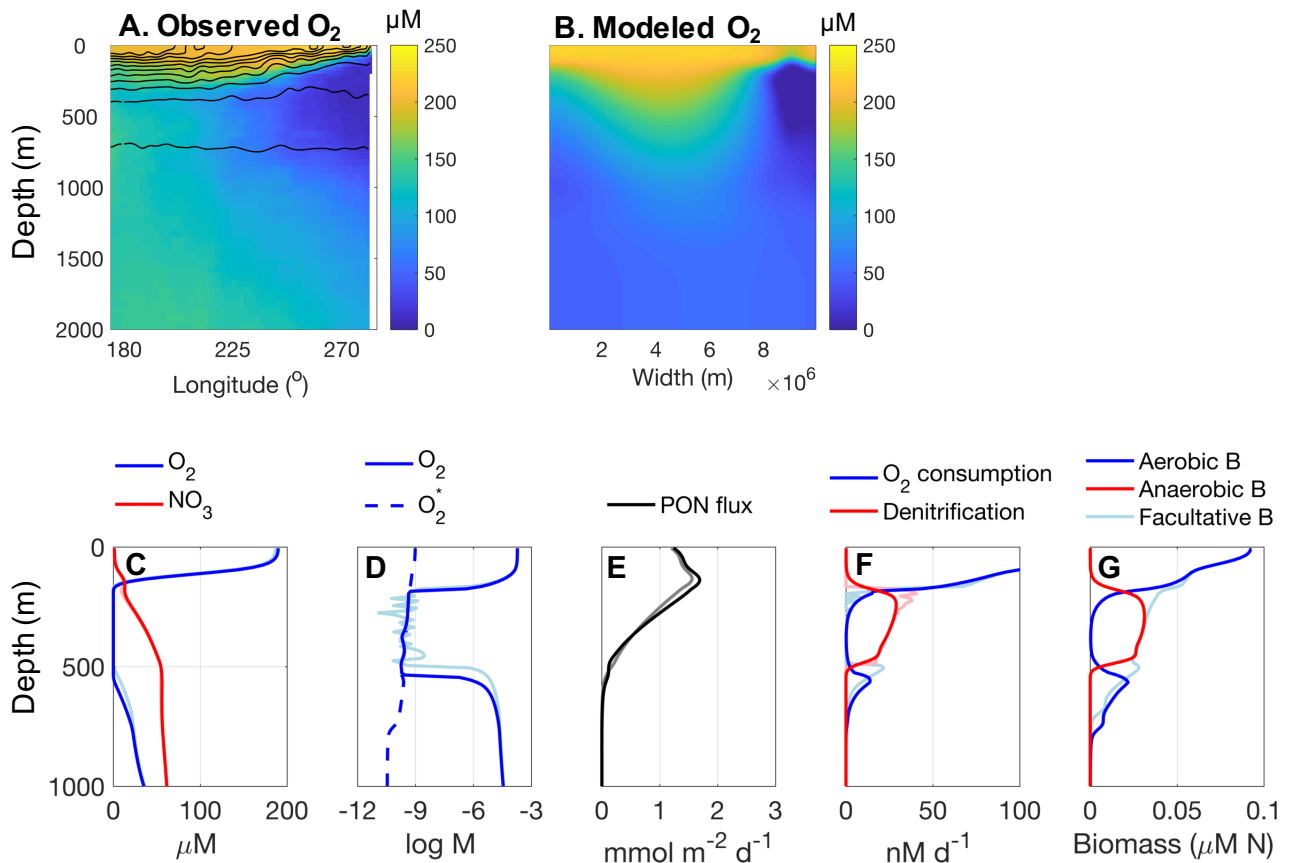 A. Observed O2
μM
B. Modeled O2
μM
Depth (m)
0
500
1000
1500
2000
180
225
270
Longitude (o)
250
200
150
100
50
0
2
4
6
8
Width (m)
×10^6
250
200
150
100
50
0
O2
NO3
O2
O2*
PON flux
O2 consumption
Denitrification
Aerobic B
Anaerobic B
Facultative B
Depth (m)
0
500
1000
C
D
E
F
G
0
100
200
μM
-12
-9
-6
-3
log M
0
1
2
3
mmol m-2 d-1
0
50
100
nM d-1
0
0.05
0.1
Biomass (μM N)